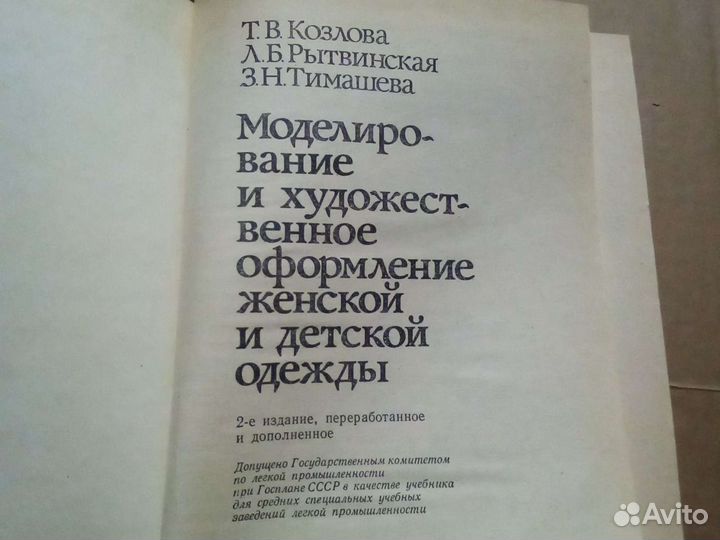 Т. В. Козлова
Л. Б. Рытвинская
З. Н. Тимашева
Моделиро-
вание
и художест-
венное
оформление
женской
и детской
одежды
2-е издание, переработанное
и дополненное
Допущено Государственным комитетом
по легкой промышленности
при Госплане СССР в качестве учебника
для средних специальных учебных
заведений легкой промышленности
Avito